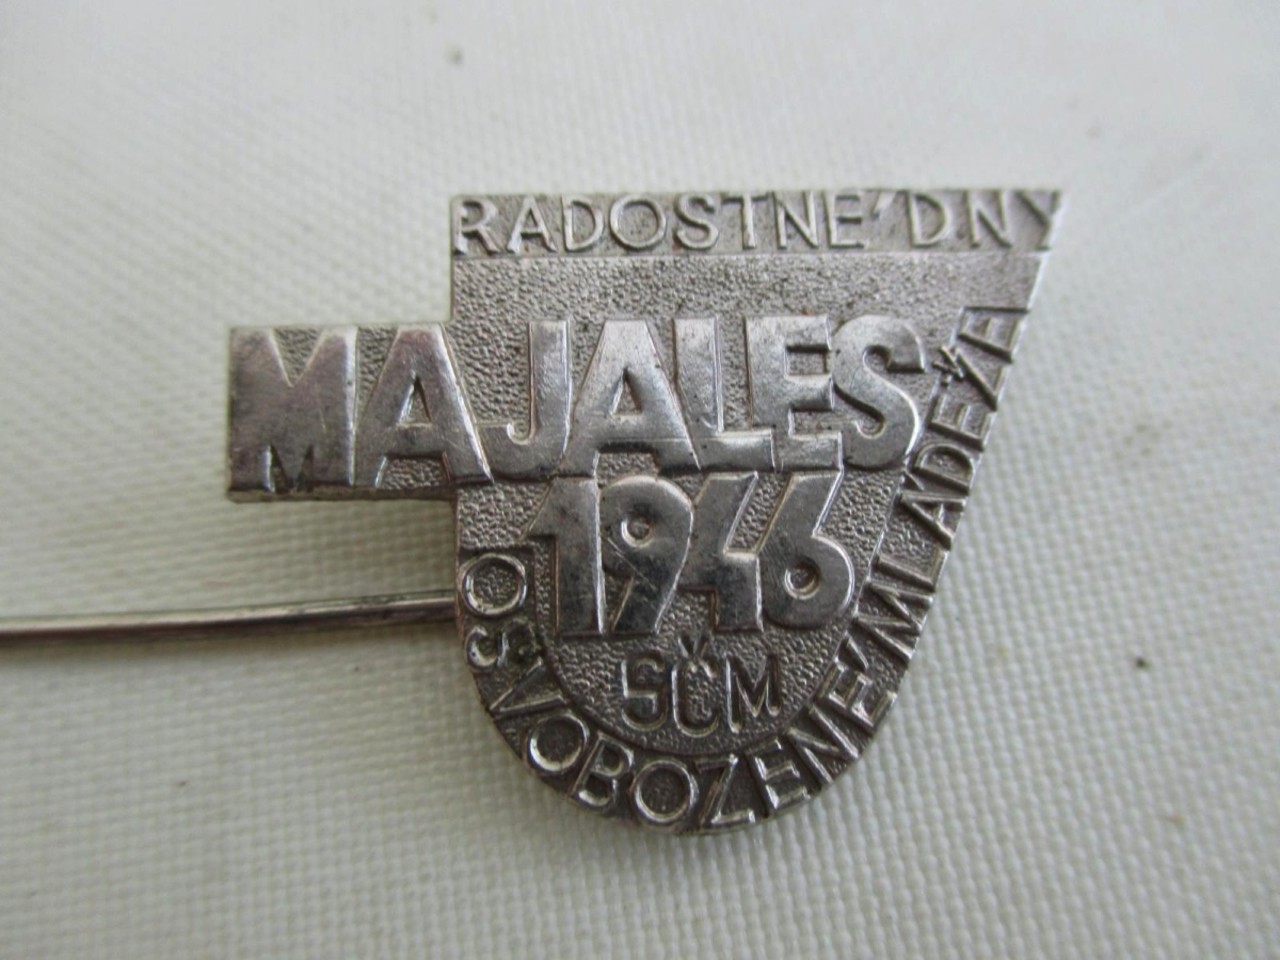 RADOSTNÉ DNY
MAJALES
1946
SČM
OSVOBOZENÉ MLÁDEŽE